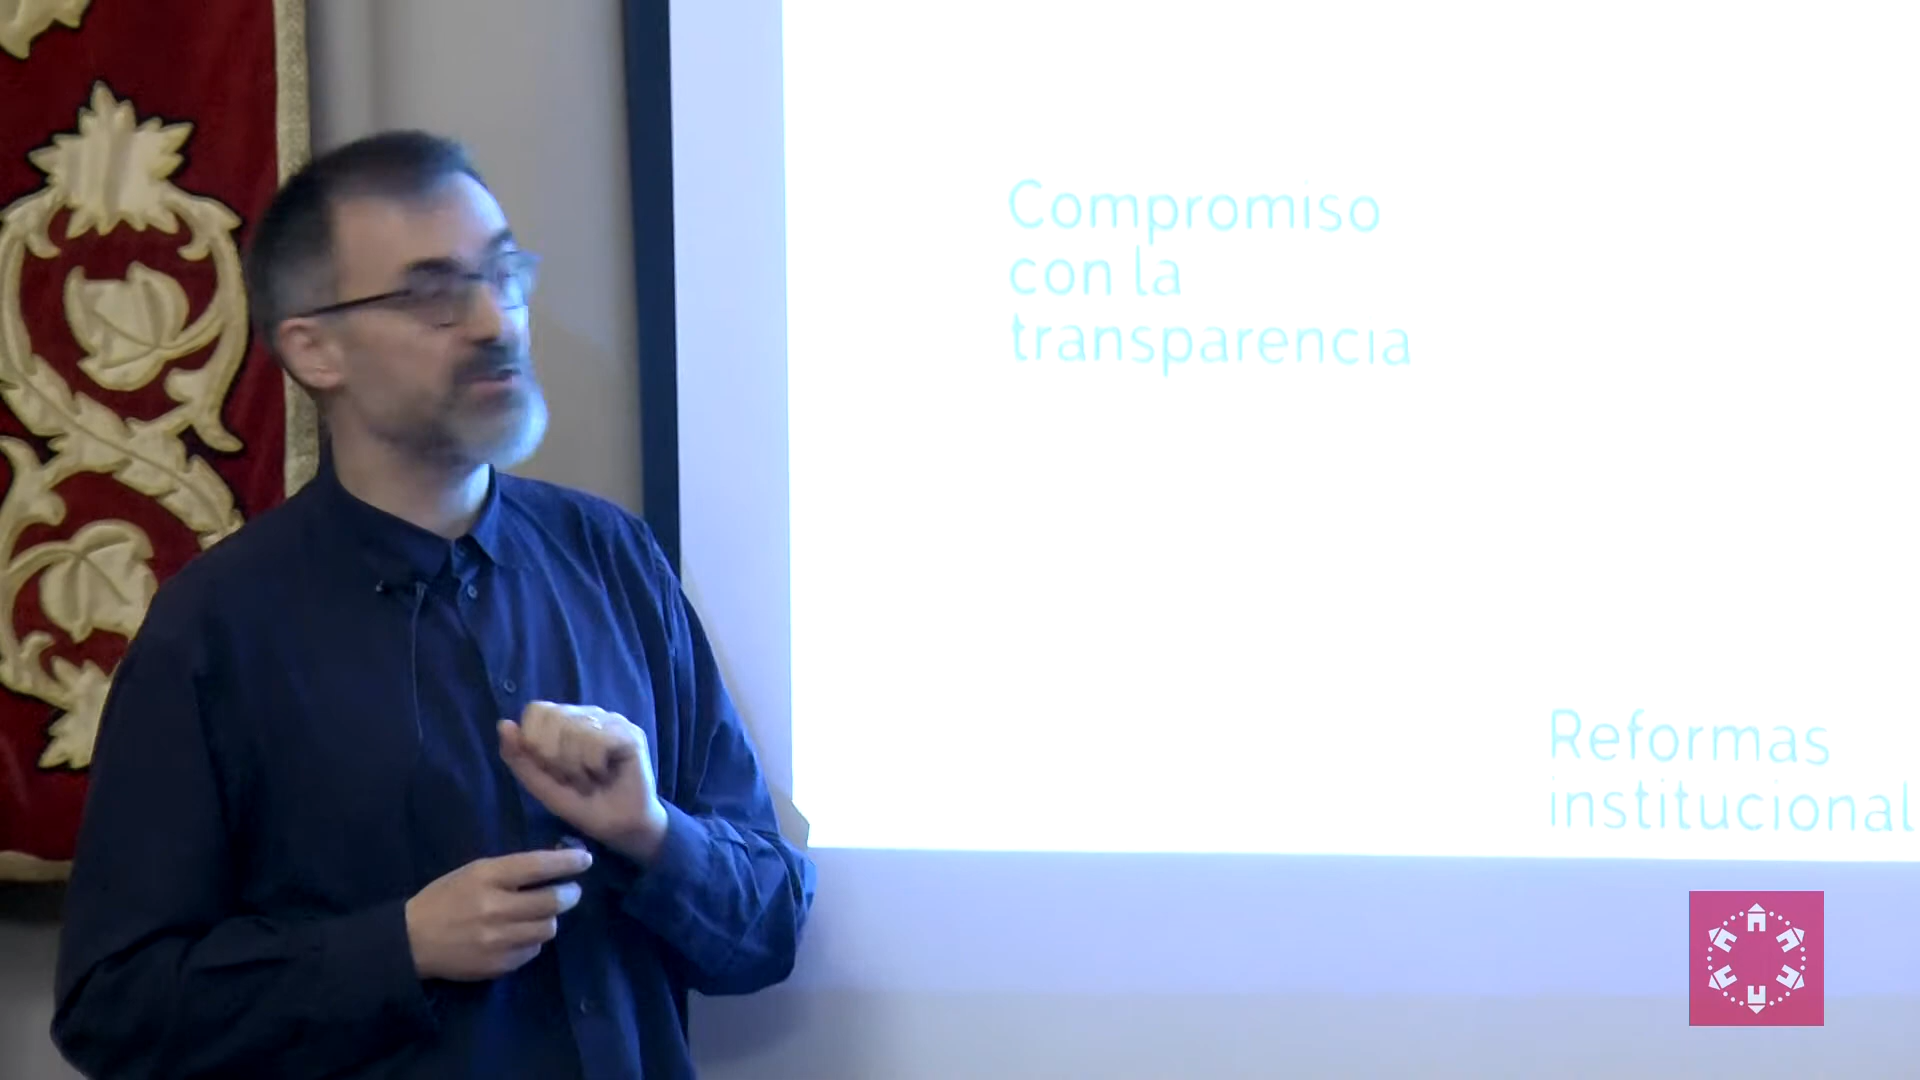 Compromiso
con la
transparencia
Reformas
institucional